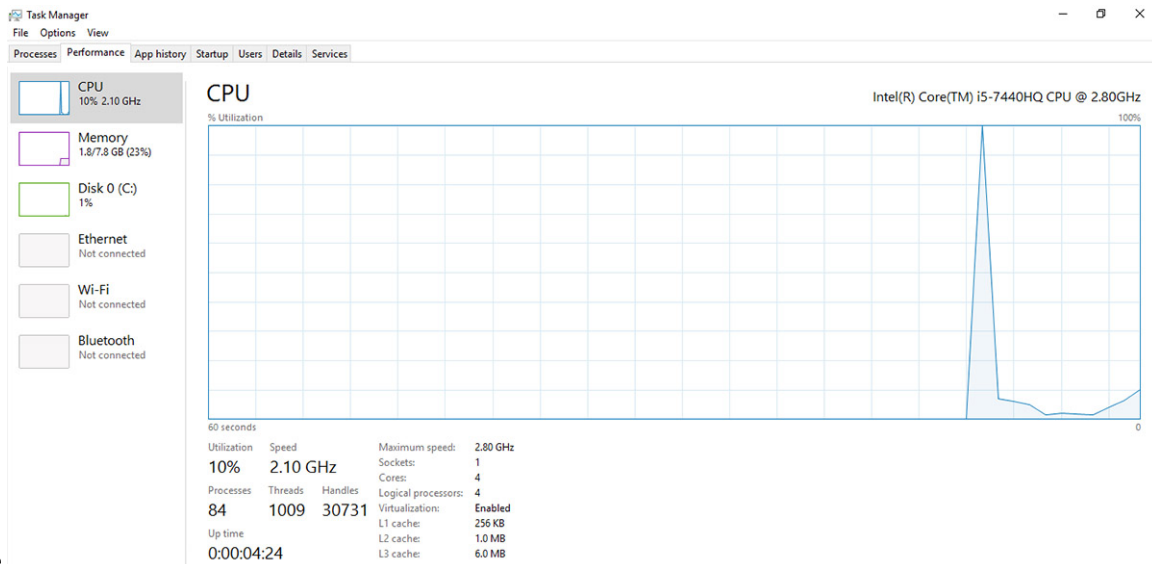 Task Manager
File Options View
Processes Performance App history Startup Users Details Services
CPU
10% 2.10 GHz
Memory
1.8/7.8 GB (23%)
Disk 0 (C:)
1%
Ethernet
Not connected
Wi-Fi
Not connected
Bluetooth
Not connected
CPU
Intel(R) Core(TM) i5-7440HQ CPU @ 2.80GHz
% Utilization 100%
60 seconds 0
Utilization Speed
10% 2.10 GHz
Processes Threads Handles
84 1009 30731
Up time
0:00:04:24
Maximum speed: 2.80 GHz
Sockets: 1
Cores: 4
Logical processors: 4
Virtualization: Enabled
L1 cache: 256 KB
L2 cache: 1.0 MB
L3 cache: 6.0 MB